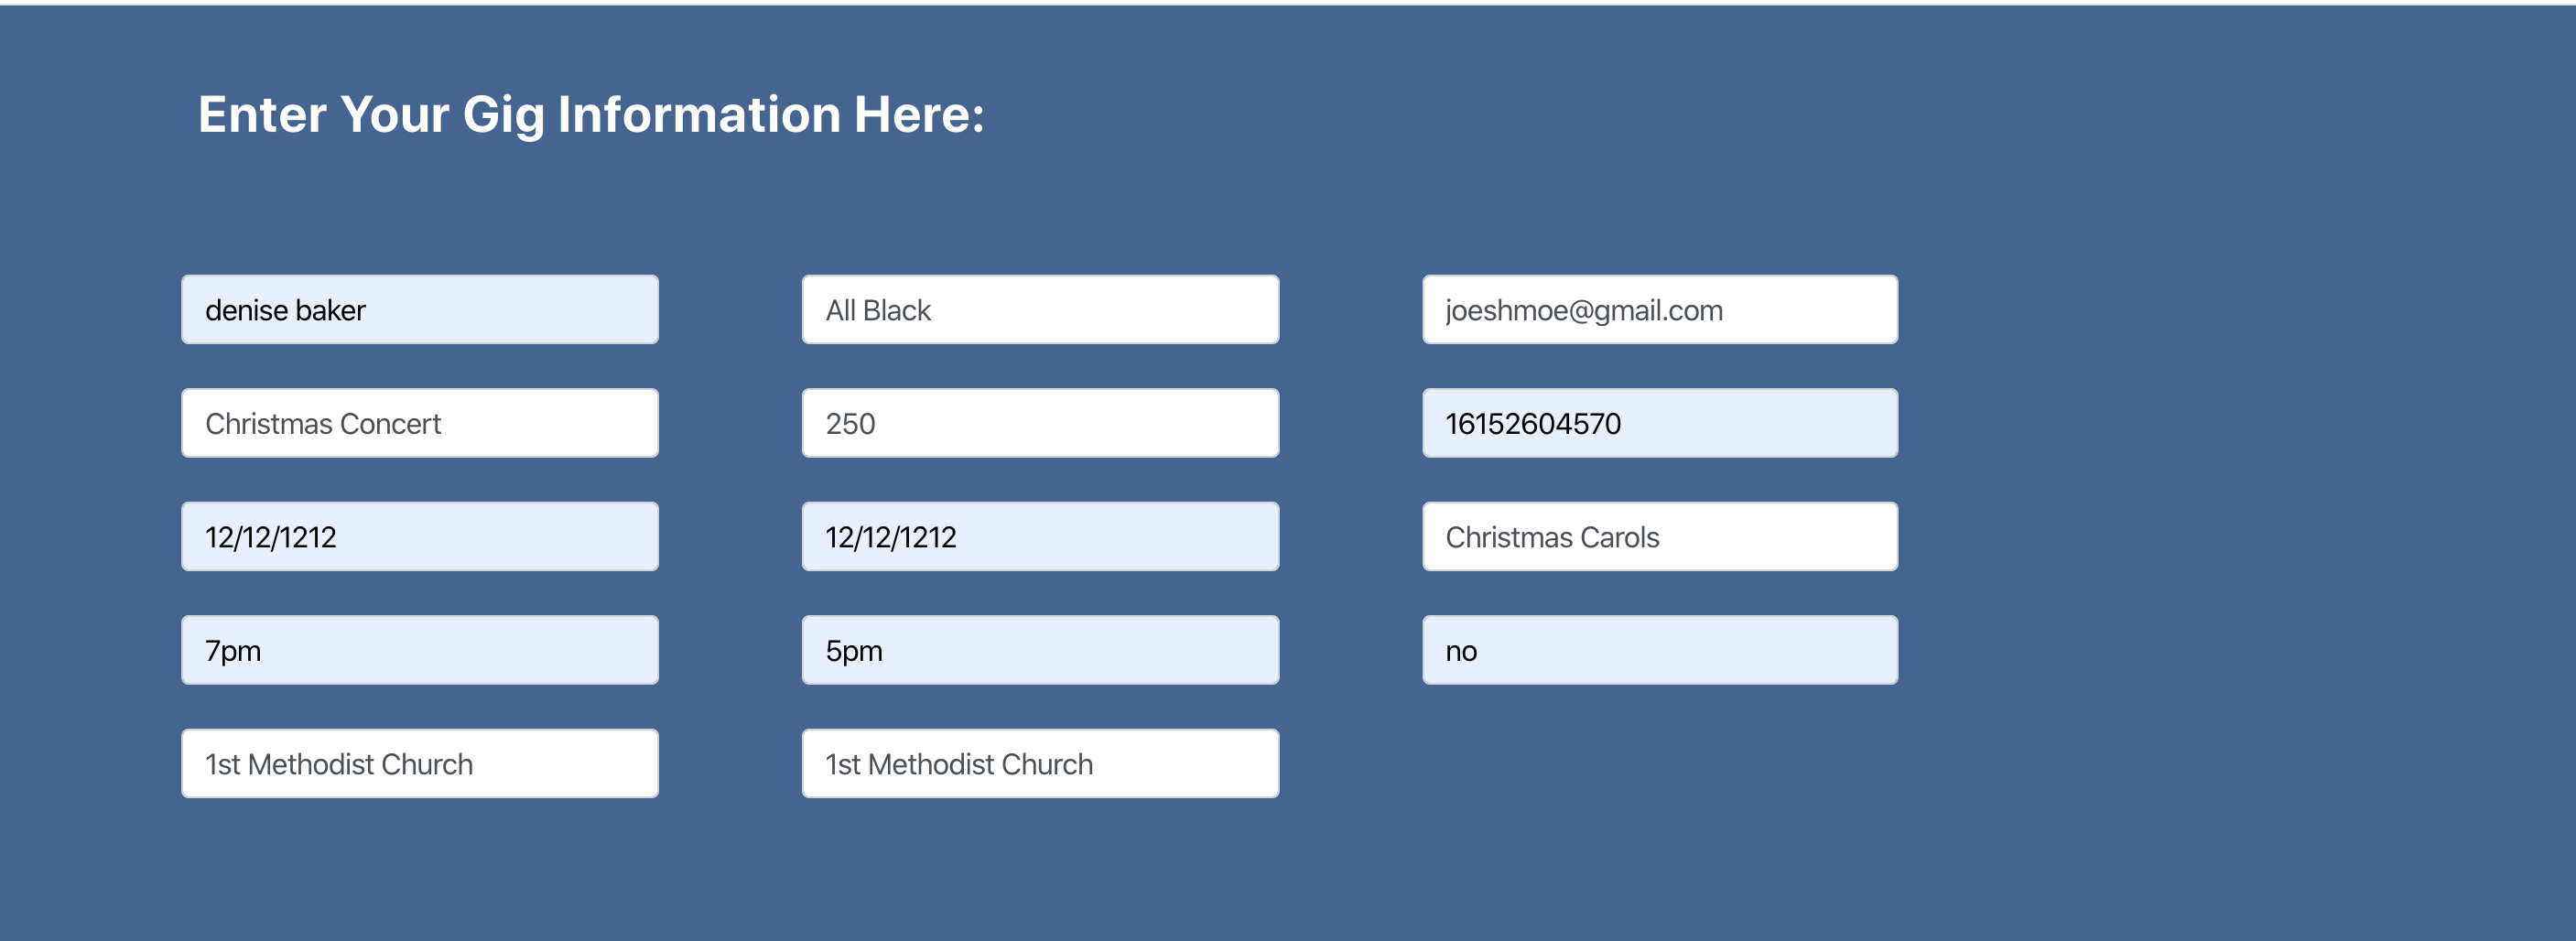 Enter Your Gig Information Here:
denise baker
All Black
joeshmoe@gmail.com
Christmas Concert
250
16152604570
12/12/1212
12/12/1212
Christmas Carols
7pm
5pm
no
1st Methodist Church
1st Methodist Church